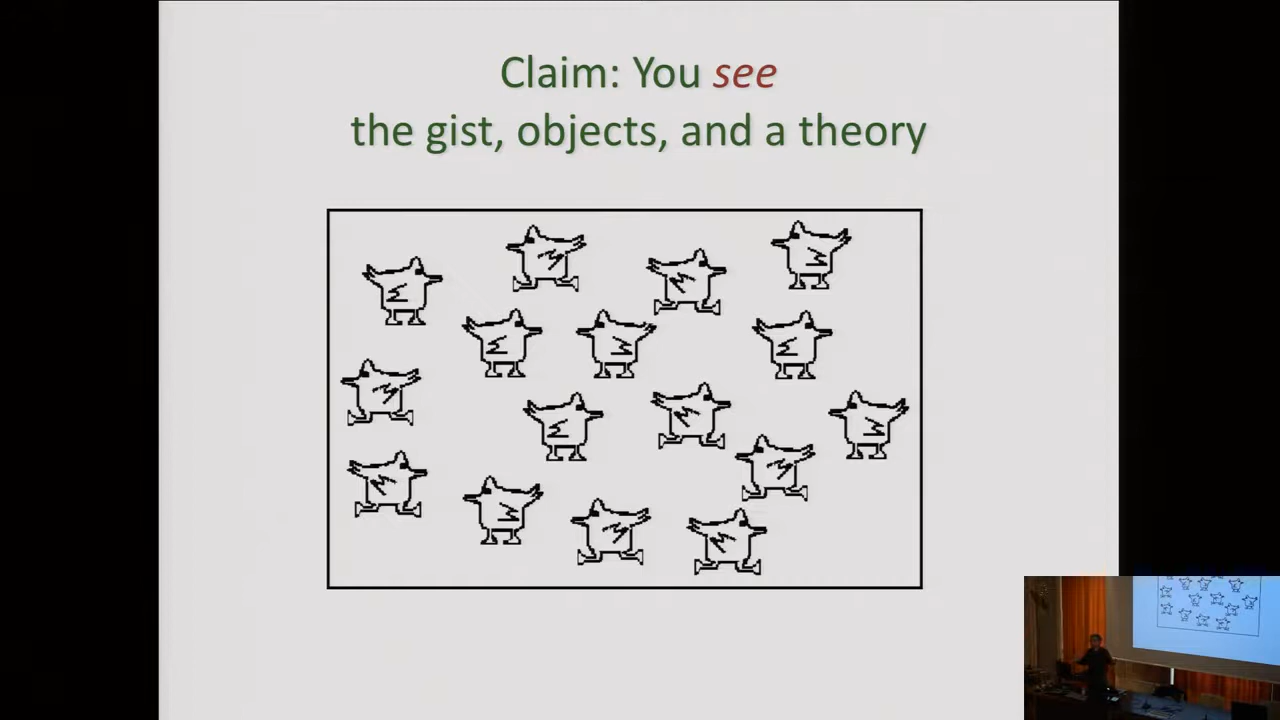 Claim: You see
the gist, objects, and a theory